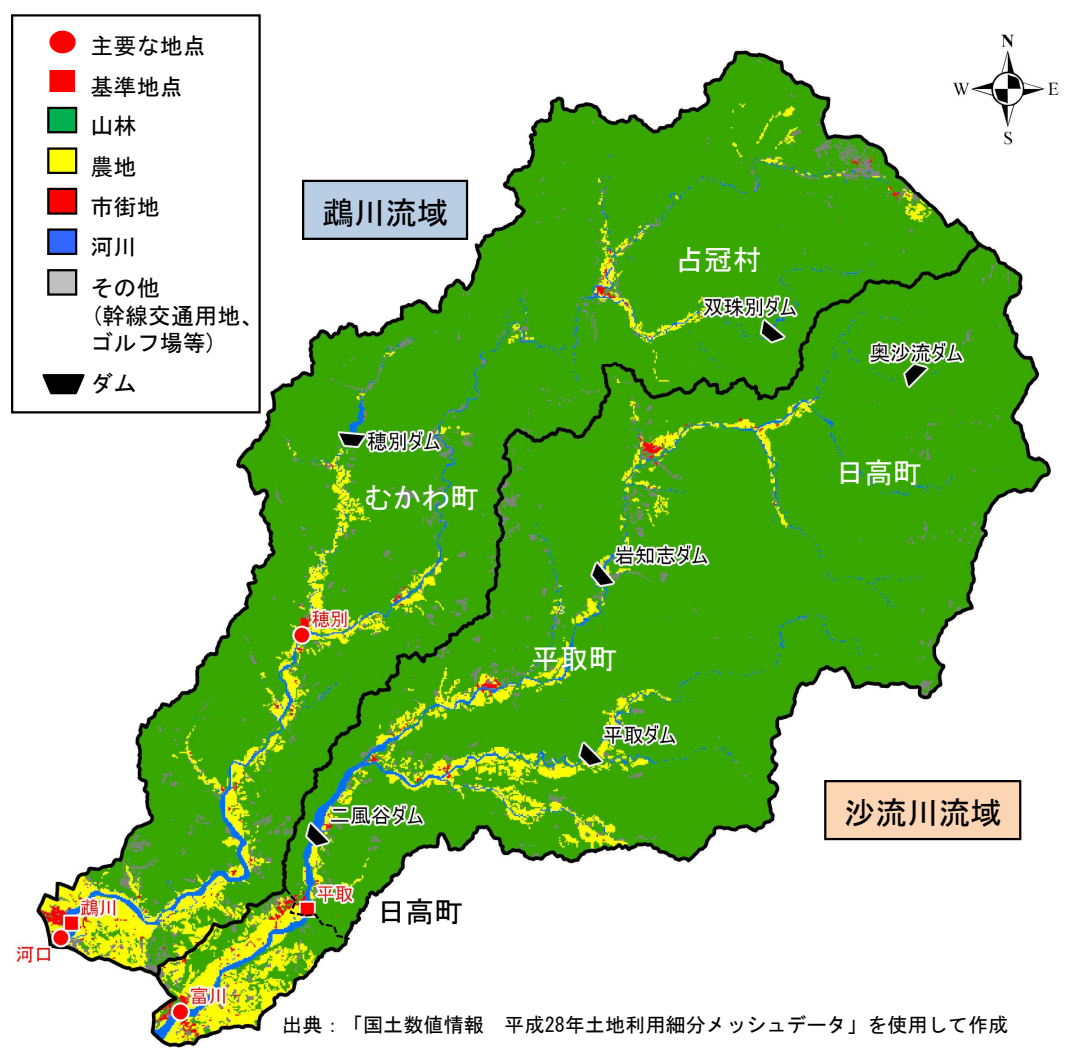 主要な地点
基準地点
山林
農地
市街地
河川
その他
(幹線交通用地、
ゴルフ場等)
ダム
N
W
E
S
鵡川流域
占冠村
双珠別ダム
奥沙流ダム
穂別ダム
むかわ町
日高町
岩知志ダム
穂別
平取町
平取ダム
二風谷ダム
沙流川流域
平取
日高町
鵡川
河口
富川
出典:「国土数値情報 平成28年土地利用細分メッシュデータ」を使用して作成